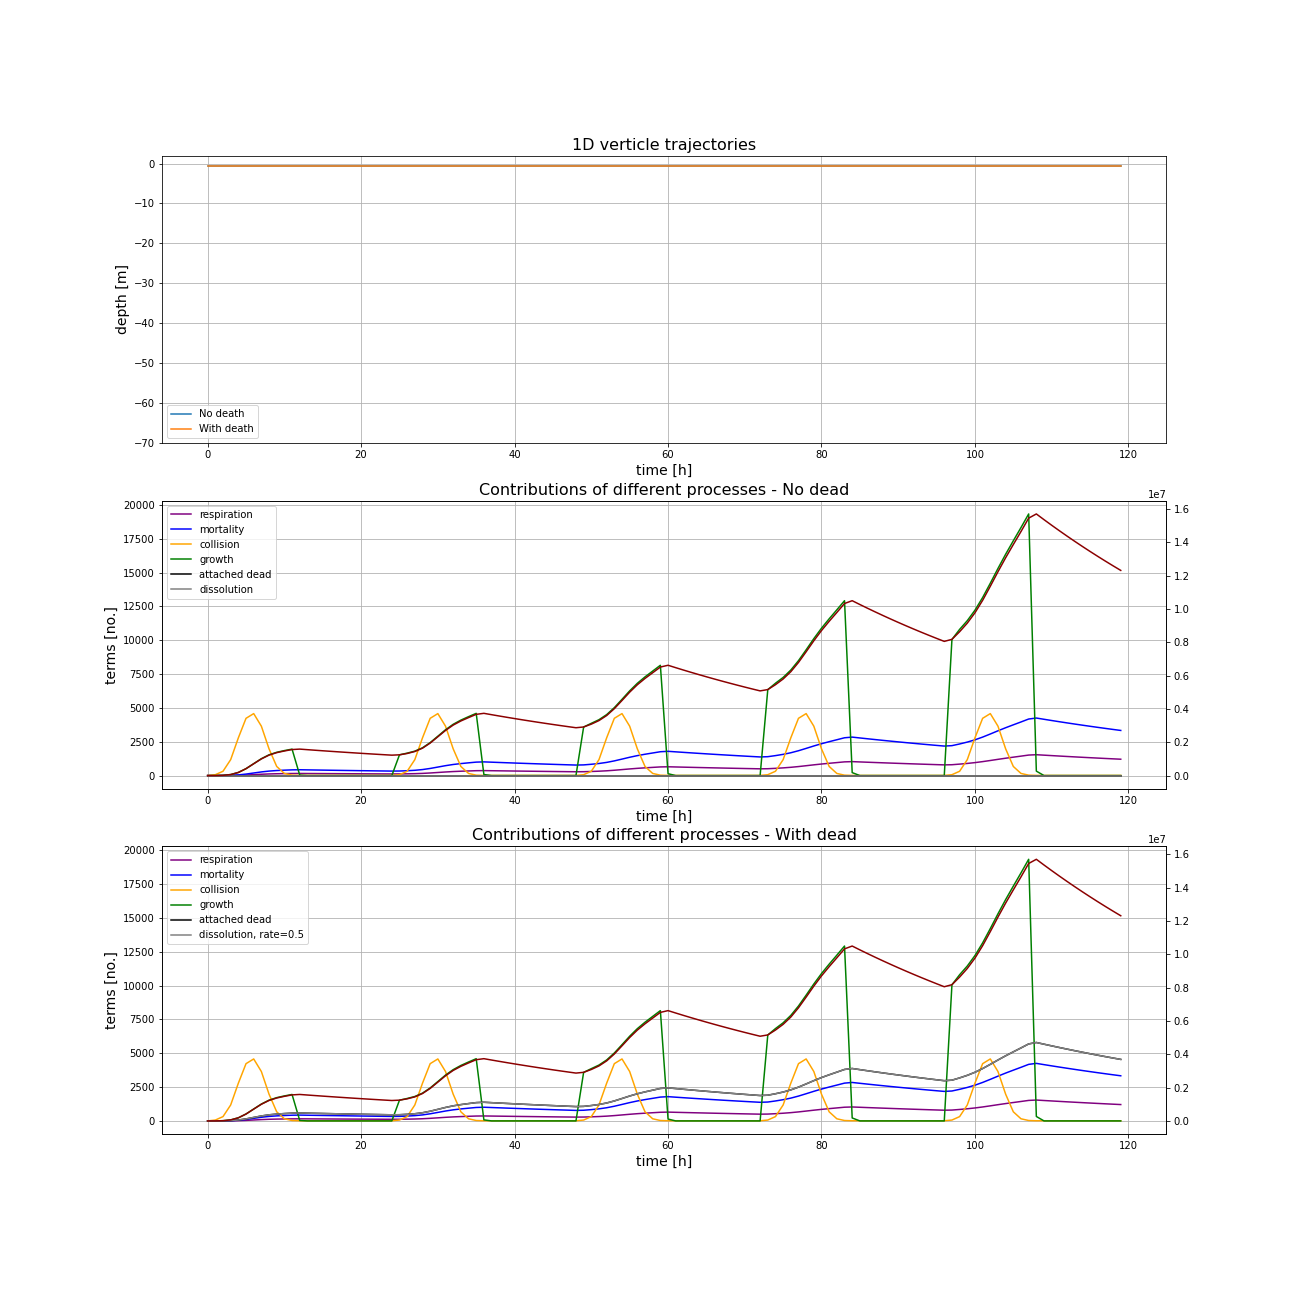 1D verticle trajectories
0
−10
−20
−30
−40
−50
−60
−70
depth [m]
No death
With death
0 20 40 60 80 100 120
time [h]
Contributions of different processes - No dead
1e7
20000
17500
15000
12500
10000
7500
5000
2500
0
terms [no.]
respiration
mortality
collision
growth
attached dead
dissolution
1.6
1.4
1.2
1.0
0.8
0.6
0.4
0.2
0.0
0 20 40 60 80 100 120
time [h]
Contributions of different processes - With dead
1e7
20000
17500
15000
12500
10000
7500
5000
2500
0
terms [no.]
respiration
mortality
collision
growth
attached dead
dissolution, rate=0.5
1.6
1.4
1.2
1.0
0.8
0.6
0.4
0.2
0.0
0 20 40 60 80 100 120
time [h]